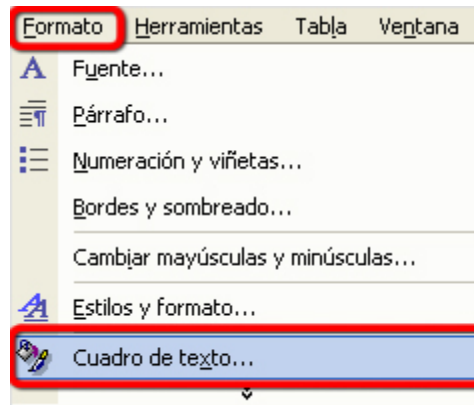 Formato Herramientas Tabla Ventana
Fuente...
Párrafo...
Numeración y viñetas...
Bordes y sombreado...
Cambiar mayúsculas y minúsculas...
Estilos y formato...
Cuadro de texto...